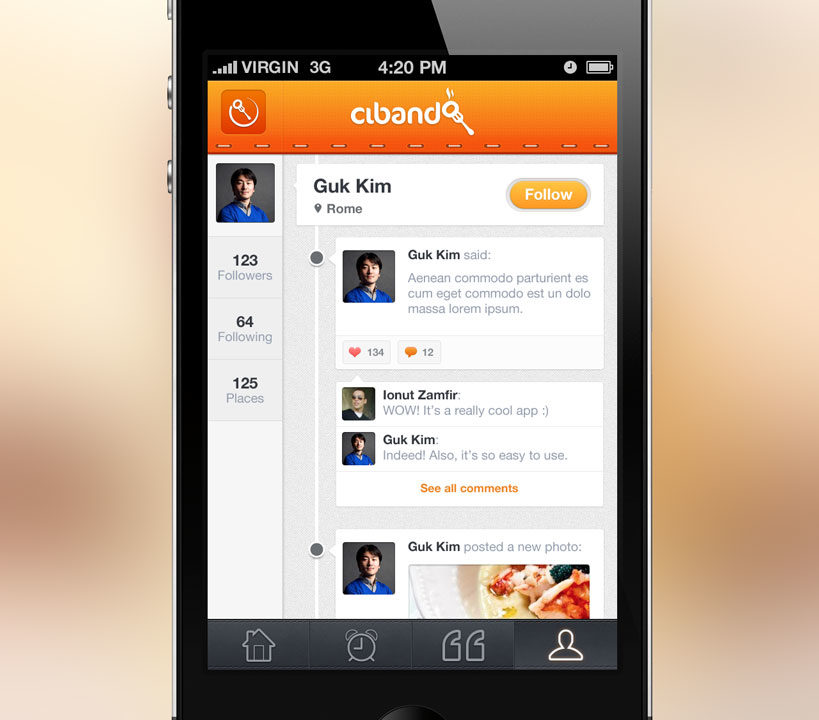 VIRGIN 3G 4:20 PM
cibando
Guk Kim
Rome
Follow
123
Followers
64
Following
125
Places
Guk Kim said:
Aenean commodo parturient es
cum eget commodo est un dolo
massa lorem ipsum.
134 12
Ionut Zamfir:
WOW! It's a really cool app :)
Guk Kim:
Indeed! Also, it's so easy to use.
See all comments
Guk Kim posted a new photo: